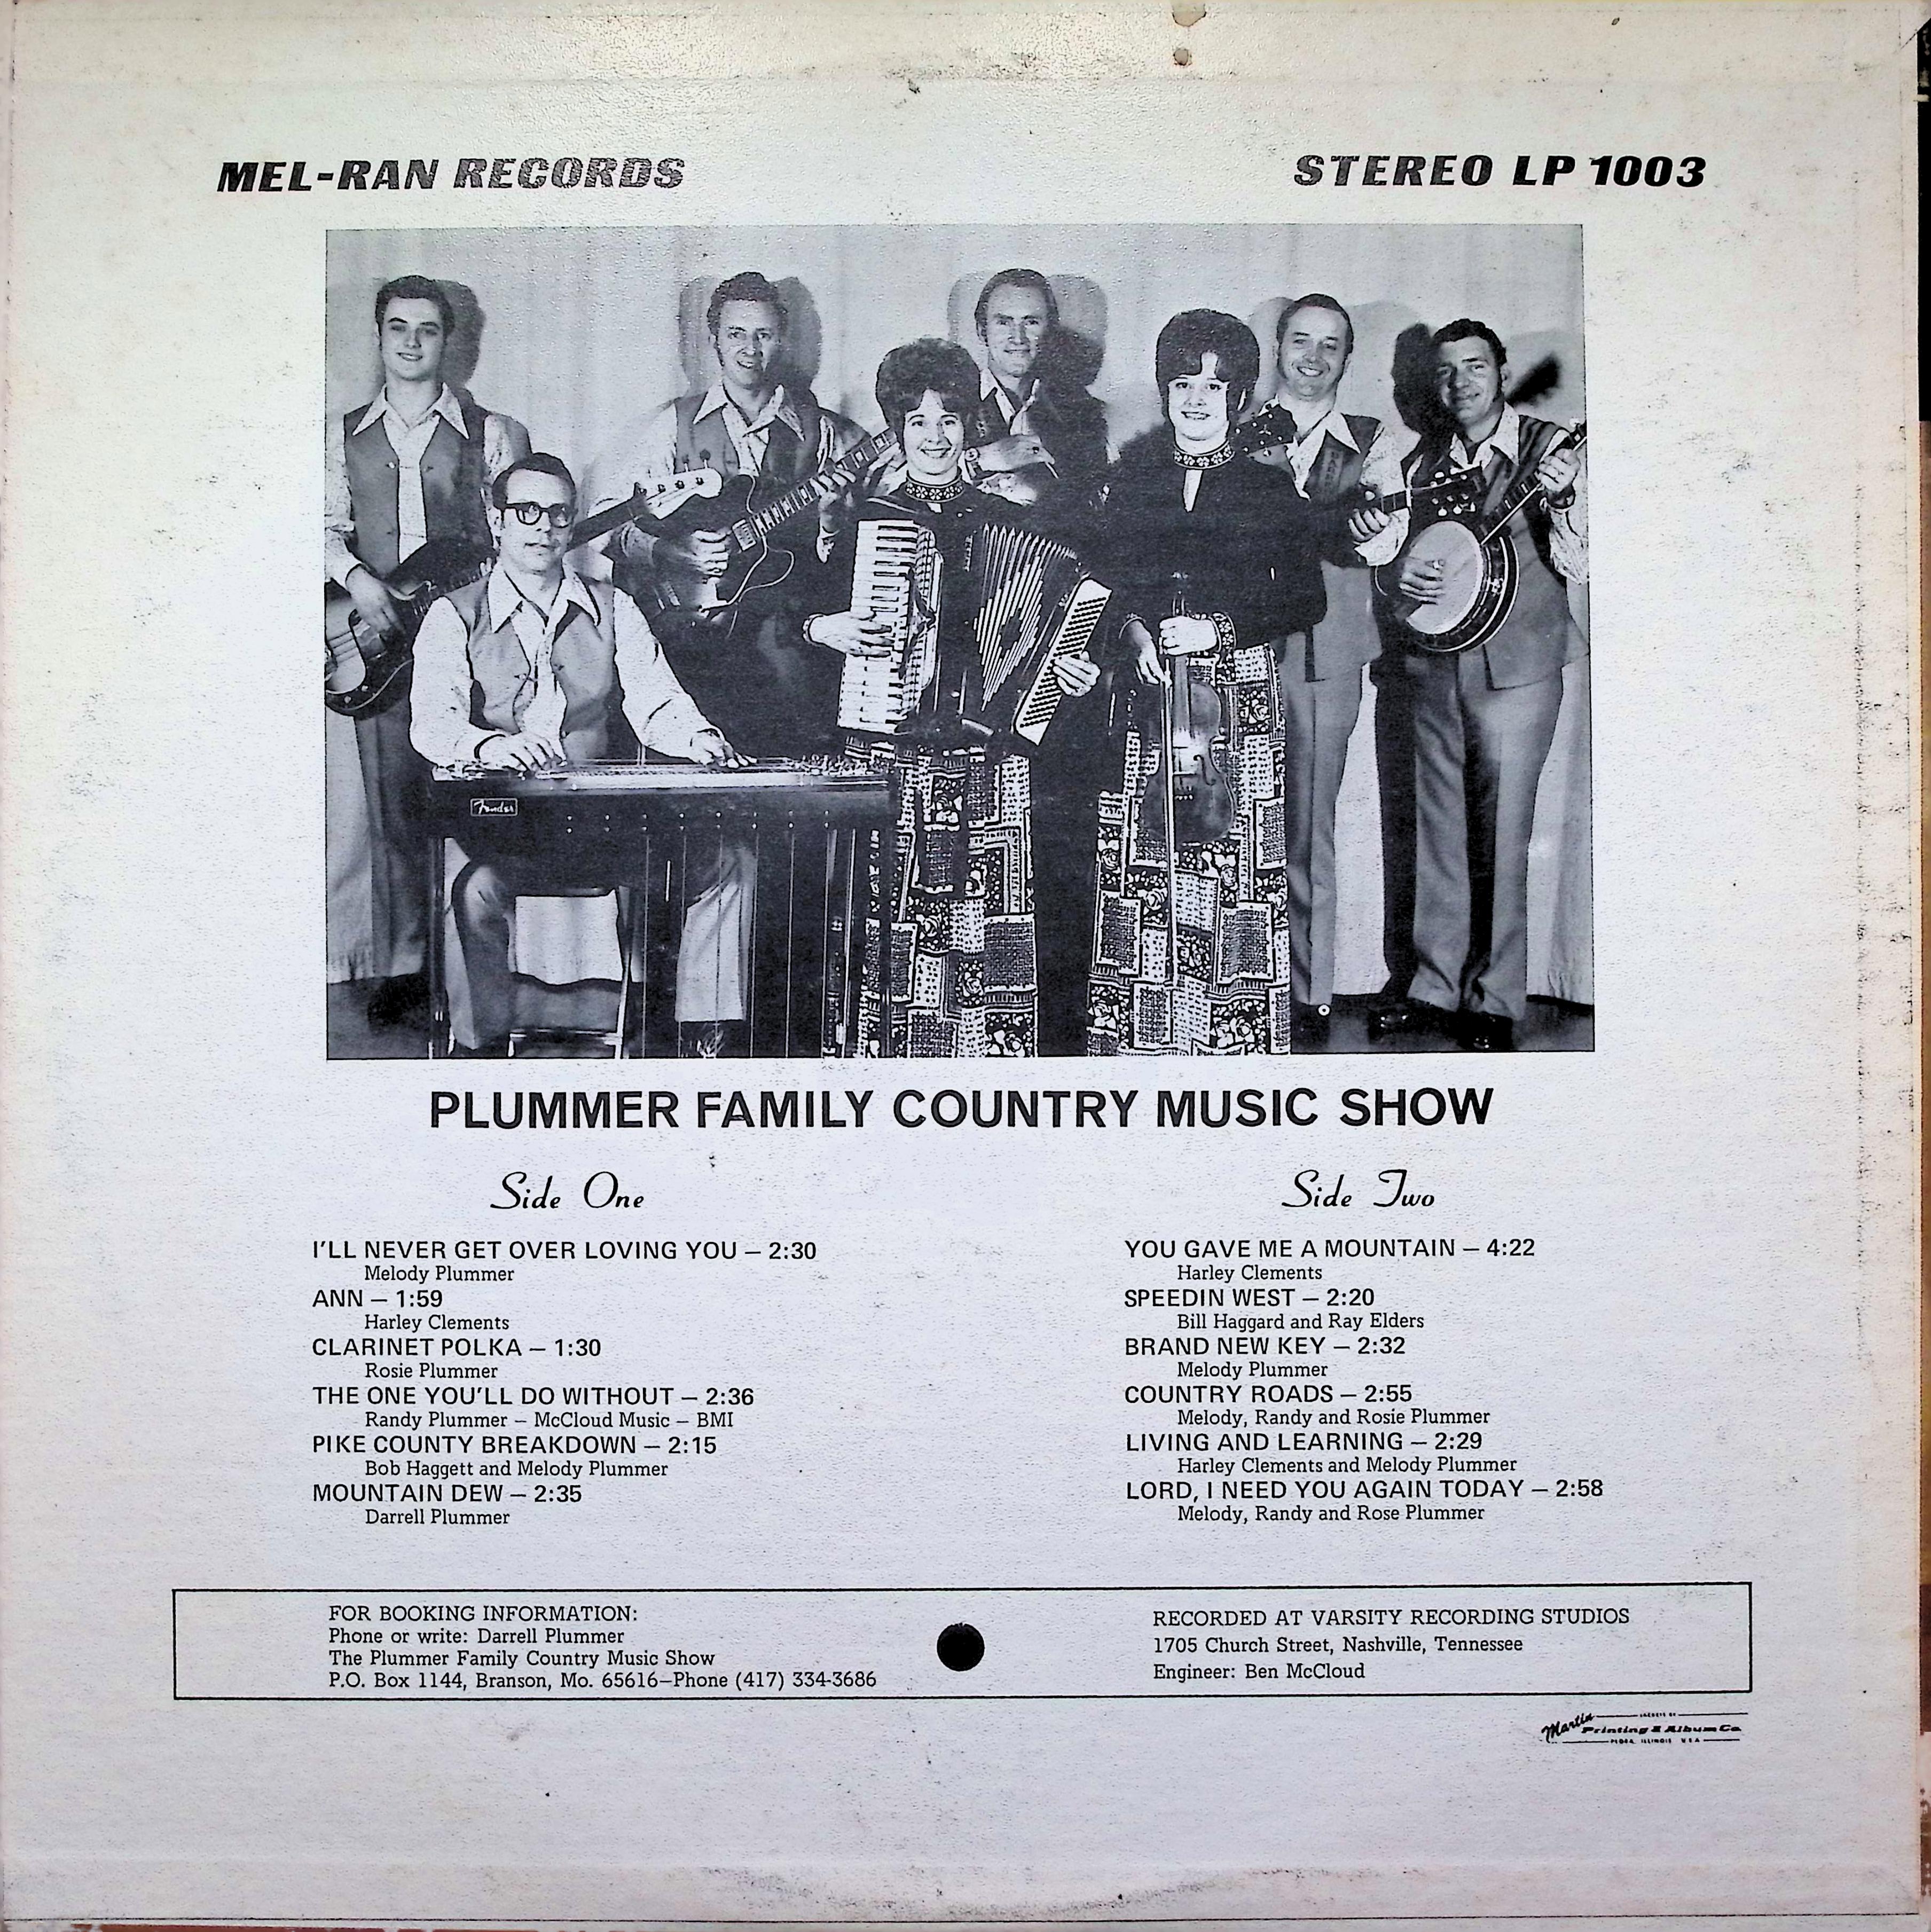 MEL-RAN RECORDS
STEREO LP 1003
Fender
PLUMMER FAMILY COUNTRY MUSIC SHOW
Side One
I'LL NEVER GET OVER LOVING YOU — 2:30
Melody Plummer
ANN — 1:59
Harley Clements
CLARINET POLKA — 1:30
Rosie Plummer
THE ONE YOU'LL DO WITHOUT — 2:36
Randy Plummer — McCloud Music — BMI
PIKE COUNTY BREAKDOWN — 2:15
Bob Haggett and Melody Plummer
MOUNTAIN DEW — 2:35
Darrell Plummer
Side Two
YOU GAVE ME A MOUNTAIN — 4:22
Harley Clements
SPEEDIN WEST — 2:20
Bill Haggard and Ray Elders
BRAND NEW KEY — 2:32
Melody Plummer
COUNTRY ROADS — 2:55
Melody, Randy and Rosie Plummer
LIVING AND LEARNING — 2:29
Harley Clements and Melody Plummer
LORD, I NEED YOU AGAIN TODAY — 2:58
Melody, Randy and Rose Plummer
FOR BOOKING INFORMATION:
Phone or write: Darrell Plummer
The Plummer Family Country Music Show
P.O. Box 1144, Branson, Mo. 65616—Phone (417) 334-3686
RECORDED AT VARSITY RECORDING STUDIOS
1705 Church Street, Nashville, Tennessee
Engineer: Ben McCloud
JACKETS BY
Martin Printing & Album Co.
FLORA, ILLINOIS U.S.A.